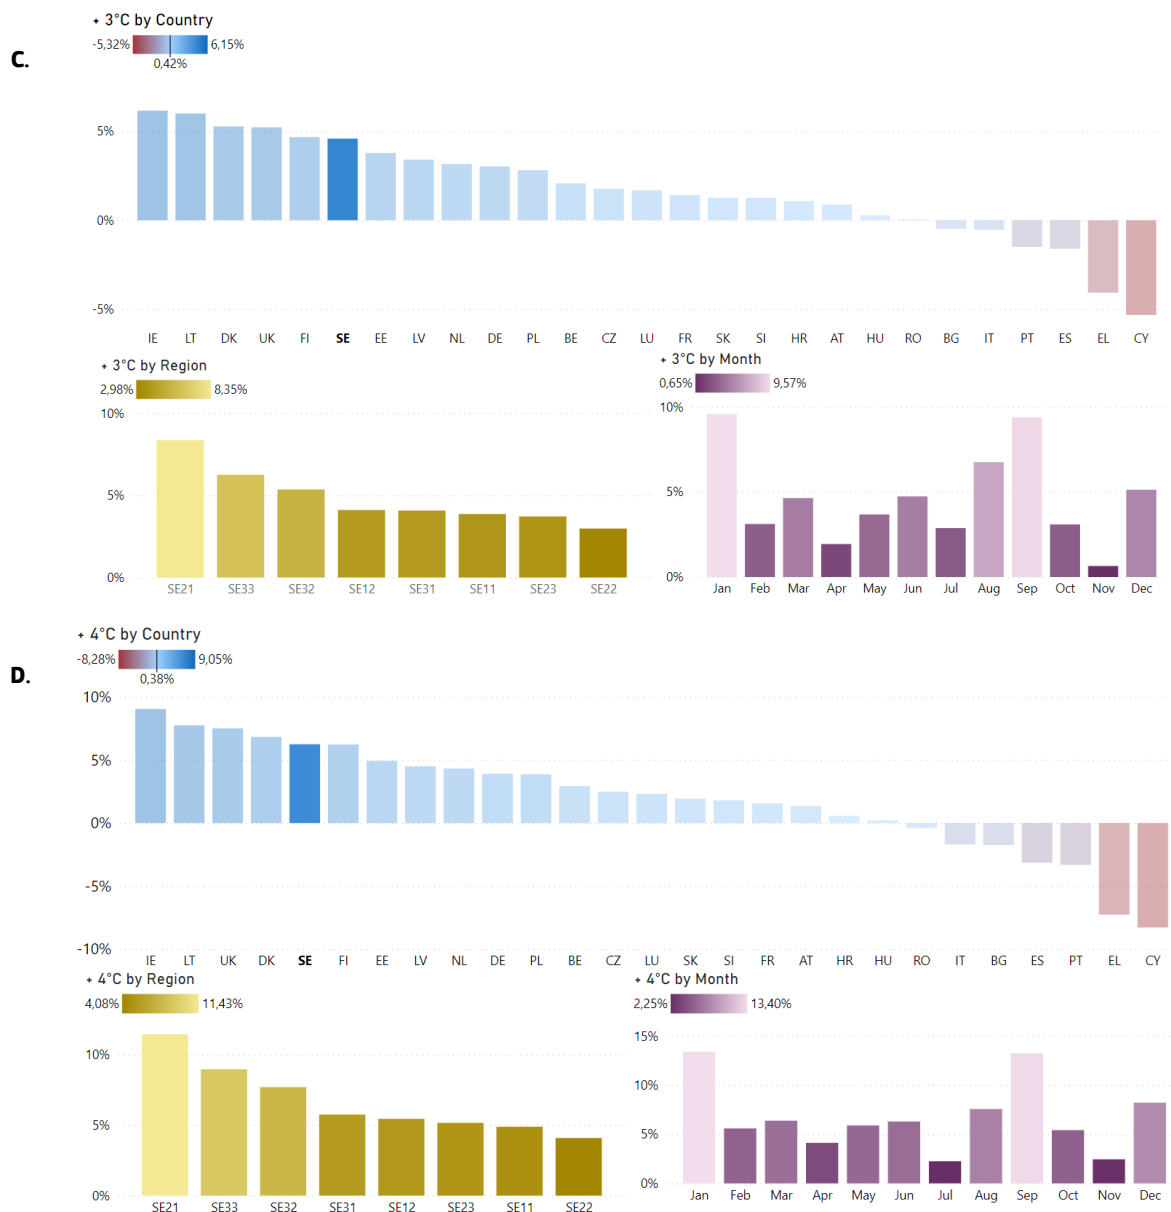 C.
+ 3°C by Country
-5,32% 6,15%
0,42%
5%
0%
-5%
IE LT DK UK FI SE EE LV NL DE PL BE CZ LU FR SK SI HR AT HU RO BG IT PT ES EL CY
+ 3°C by Region
2,98% 8,35%
10%
5%
0%
SE21 SE33 SE32 SE12 SE31 SE11 SE23 SE22
+ 3°C by Month
0,65% 9,57%
10%
5%
0%
Jan Feb Mar Apr May Jun Jul Aug Sep Oct Nov Dec
D.
+ 4°C by Country
-8,28% 9,05%
0,38%
10%
5%
0%
-5%
-10%
IE LT UK DK SE FI EE LV NL DE PL BE CZ LU SK SI FR AT HR HU RO IT BG ES PT EL CY
+ 4°C by Region
4,08% 11,43%
10%
5%
0%
SE21 SE33 SE32 SE31 SE12 SE23 SE11 SE22
+ 4°C by Month
2,25% 13,40%
15%
10%
5%
0%
Jan Feb Mar Apr May Jun Jul Aug Sep Oct Nov Dec